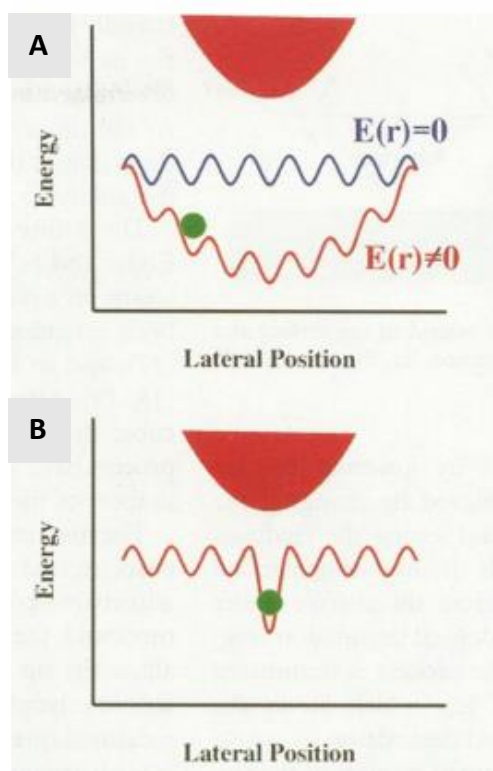 A
E(r)=0
Energy
E(r)≠0
Lateral Position
B
Energy
Lateral Position